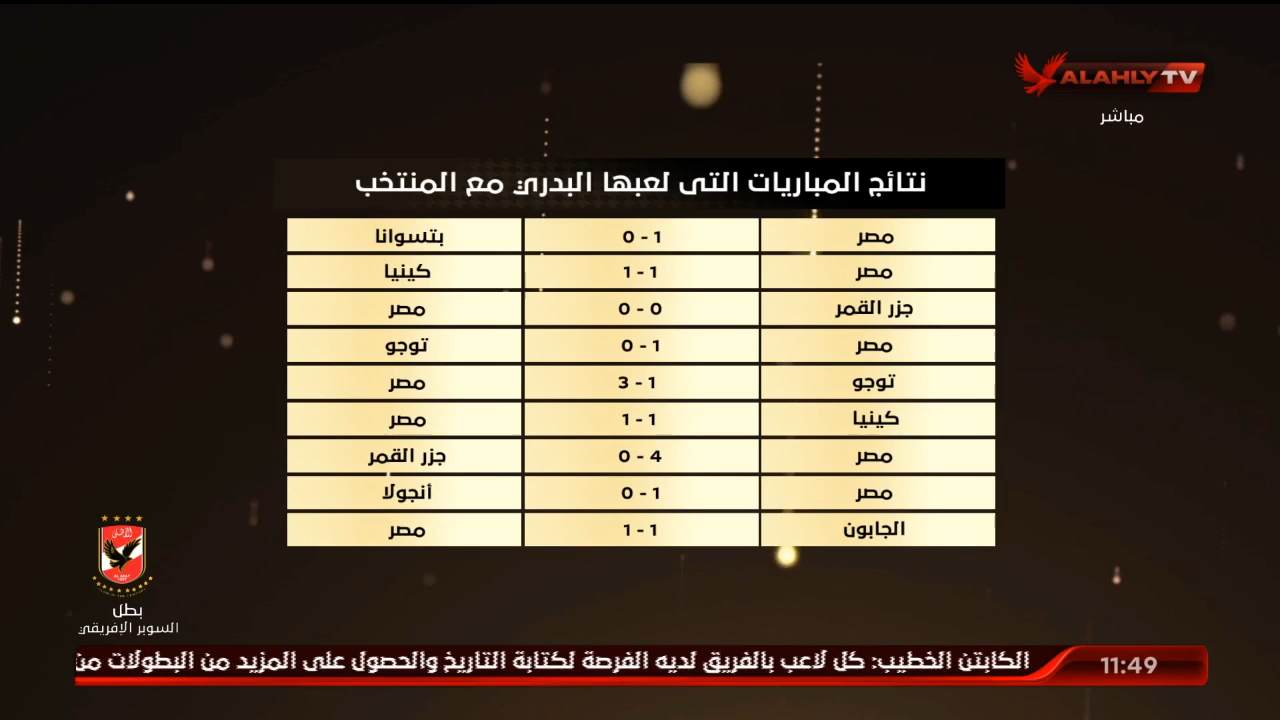 ALAHLY TV
مباشر
نتائج المباريات التى لعبها البدري مع المنتخب
مصر 0 - 1 بتسوانا
مصر 1 - 1 كينيا
جزر القمر 0 - 0 مصر
مصر 0 - 1 توجو
توجو 3 - 1 مصر
كينيا 1 - 1 مصر
مصر 0 - 4 جزر القمر
مصر 0 - 1 أنجولا
الجابون 1 - 1 مصر
بطل
السوبر الإفريقي
11:49 الكابتن الخطيب: كل لاعب بالفريق لديه الفرصة لكتابة التاريخ والحصول على المزيد من البطولات من